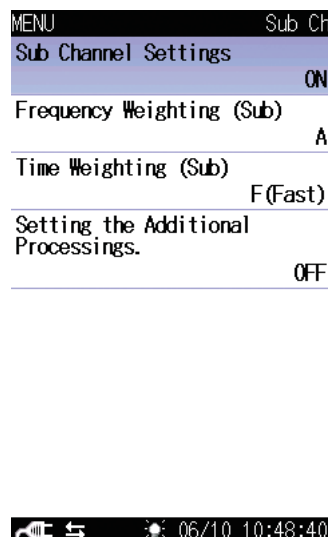 MENU Sub Ch
Sub Channel Settings
ON
Frequency Weighting (Sub)
A
Time Weighting (Sub)
F(Fast)
Setting the Additional
Processings.
OFF
06/10 10:48:40